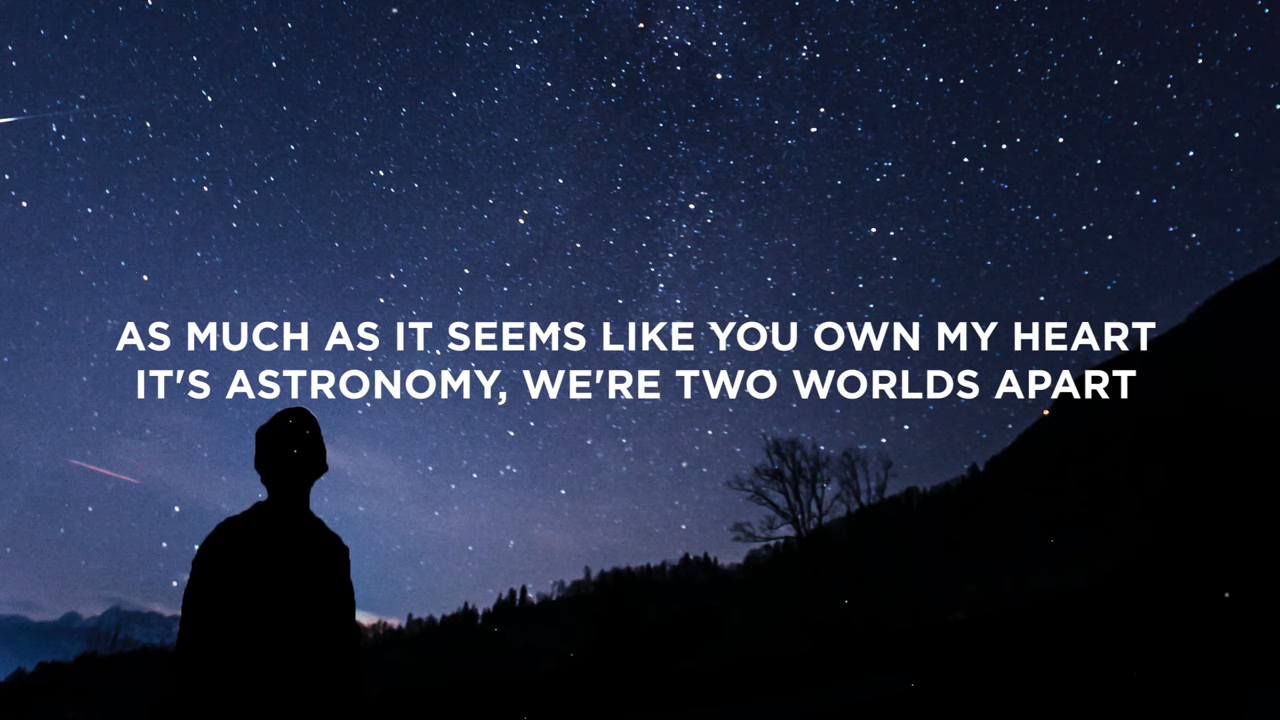 AS MUCH AS IT SEEMS LIKE YOU OWN MY HEART
IT'S ASTRONOMY, WE'RE TWO WORLDS APART